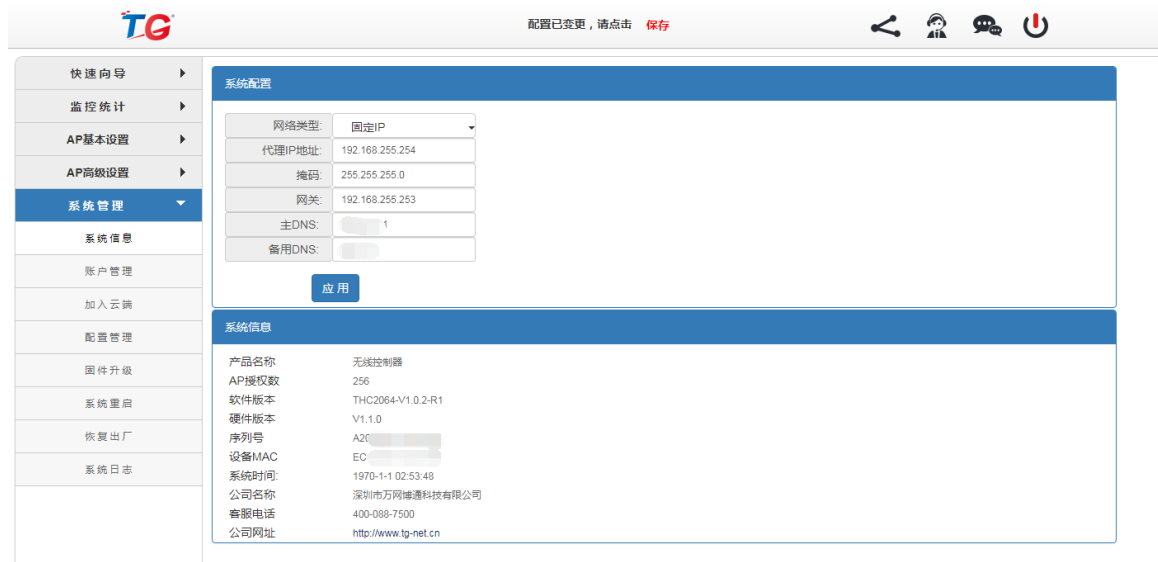 TG
配置已变更，请点击 保存
快速向导
监控统计
AP基本设置
AP高级设置
系统管理
系统信息
账户管理
加入云端
配置管理
固件升级
系统重启
恢复出厂
系统日志
系统配置
网络类型: 固定IP
代理IP地址: 192.168.255.254
掩码: 255.255.255.0
网关: 192.168.255.253
主DNS: 1
备用DNS:
应用
系统信息
产品名称 无线控制器
AP授权数 256
软件版本 THC2064-V1.0.2-R1
硬件版本 V1.1.0
序列号 A20
设备MAC EC
系统时间: 1970-1-1 02:53:48
公司名称 深圳市万网博通科技有限公司
客服电话 400-088-7500
公司网址 http://www.tg-net.cn